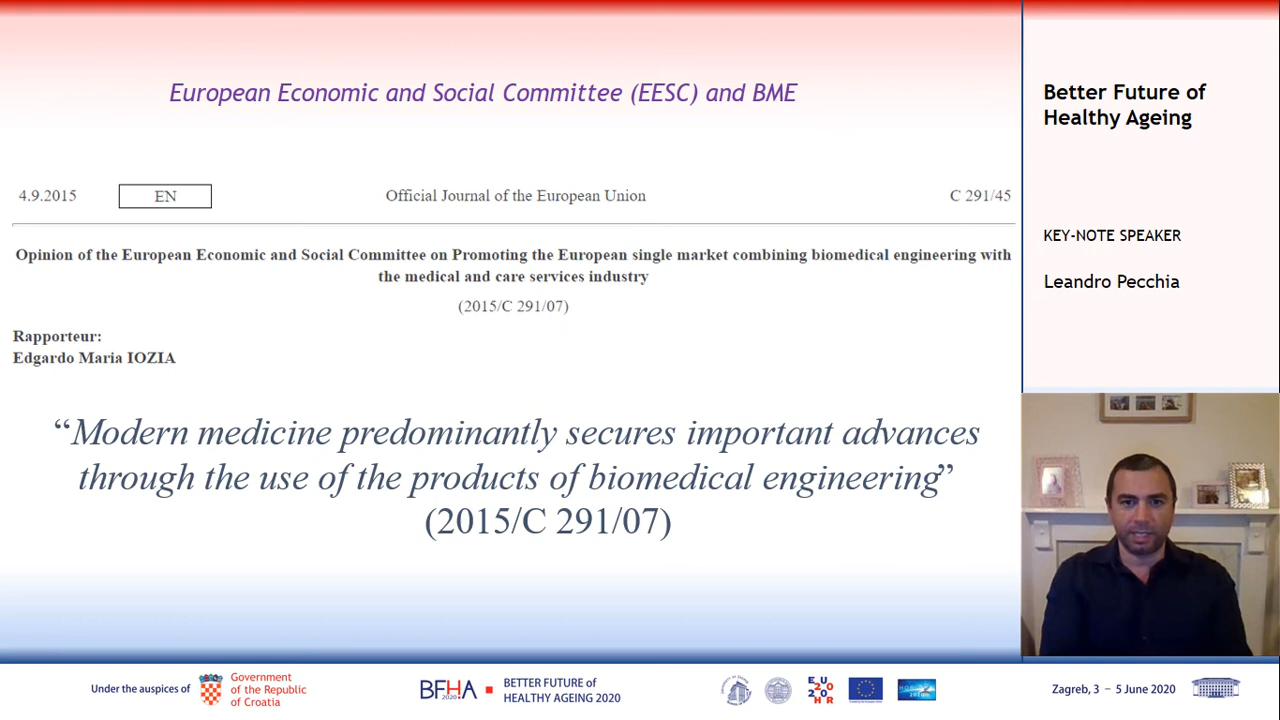 European Economic and Social Committee (EESC) and BME
4.9.2015 EN Official Journal of the European Union C 291/45
Opinion of the European Economic and Social Committee on Promoting the European single market combining biomedical engineering with
the medical and care services industry
(2015/C 291/07)
Rapporteur:
Edgardo Maria IOZIA
“Modern medicine predominantly secures important advances
through the use of the products of biomedical engineering”
(2015/C 291/07)
Better Future of
Healthy Ageing
KEY-NOTE SPEAKER
Leandro Pecchia
Under the auspices of
Government
of the Republic
of Croatia
BFHA
2020
BETTER FUTURE of
HEALTHY AGEING 2020
EU
20
20
HR
Zagreb, 3 – 5 June 2020